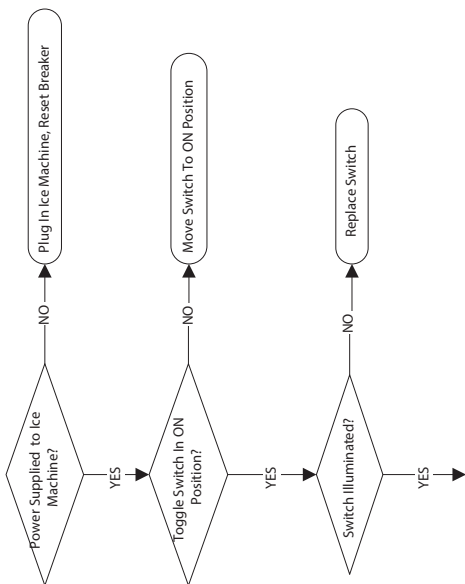 Power Supplied to Ice
Machine?
NO
Plug In Ice Machine, Reset Breaker
YES
Toggle Switch In ON
Position?
NO
Move Switch To ON Position
YES
Switch Illuminated?
NO
Replace Switch
YES